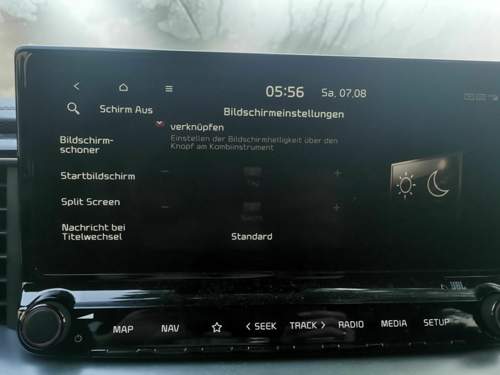 05:56 Sa, 07.08
Schirm Aus Bildschirmeinstellungen
verknüpfen
Einstellen der Bildschirmhelligkeit über den
Knopf am Kombiinstrument
Bildschirm-
schoner
Startbildschirm - +
Split Screen - +
Nachricht bei
Titelwechsel
Standard
JBL
MAP NAV < SEEK TRACK > RADIO MEDIA SETUP